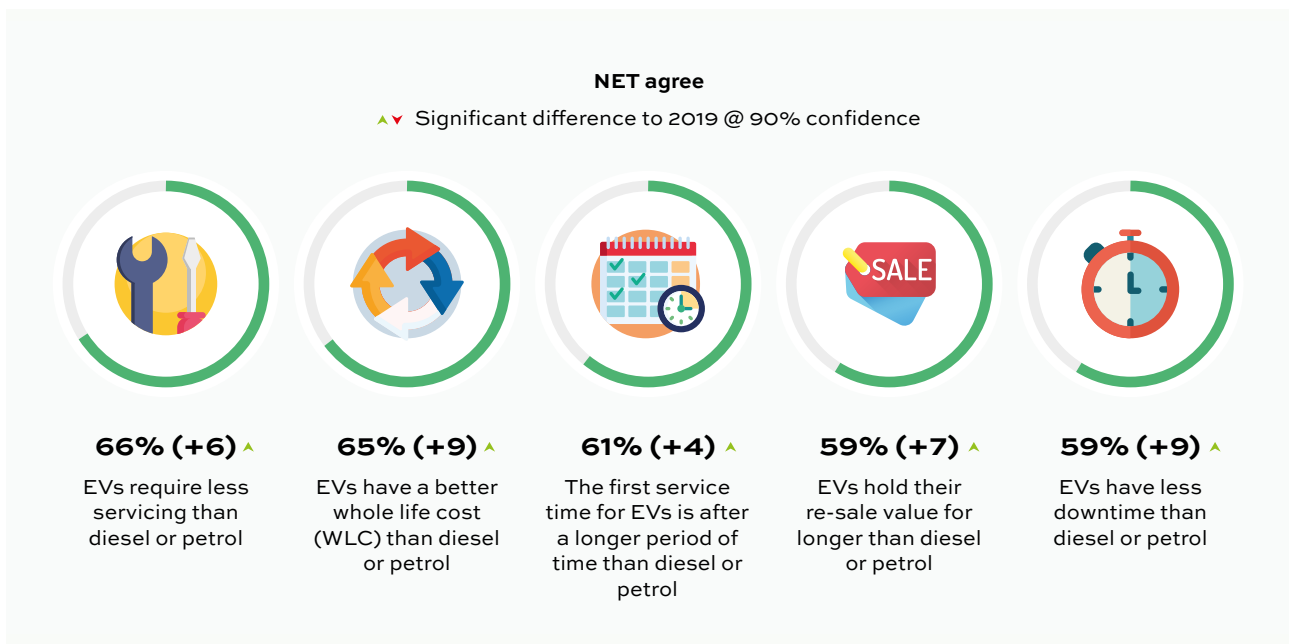 NET agree
Significant difference to 2019 @ 90% confidence
SALE
66% (+6)
EVs require less
servicing than
diesel or petrol
65% (+9)
EVs have a better
whole life cost
(WLC) than diesel
or petrol
61% (+4)
The first service
time for EVs is after
a longer period of
time than diesel or
petrol
59% (+7)
EVs hold their
re-sale value for
longer than diesel
or petrol
59% (+9)
EVs have less
downtime than
diesel or petrol